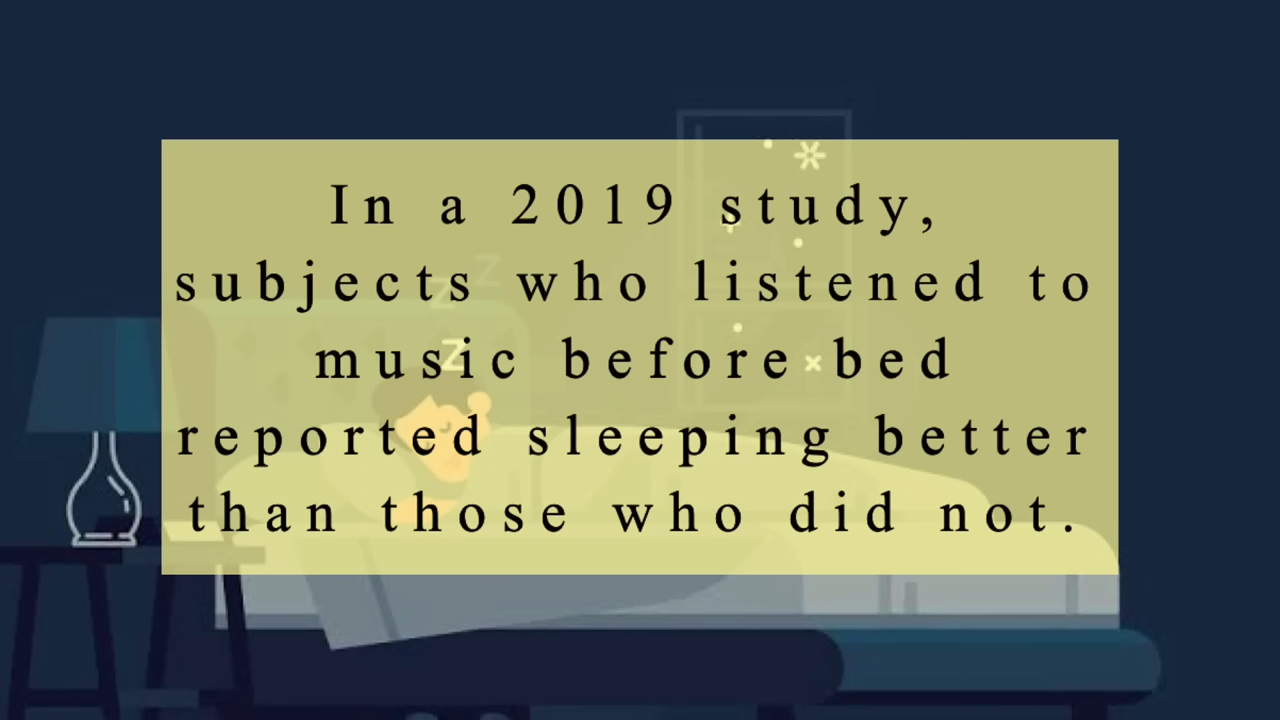 In a 2019 study,
subjects who listened to
music before bed
reported sleeping better
than those who did not.